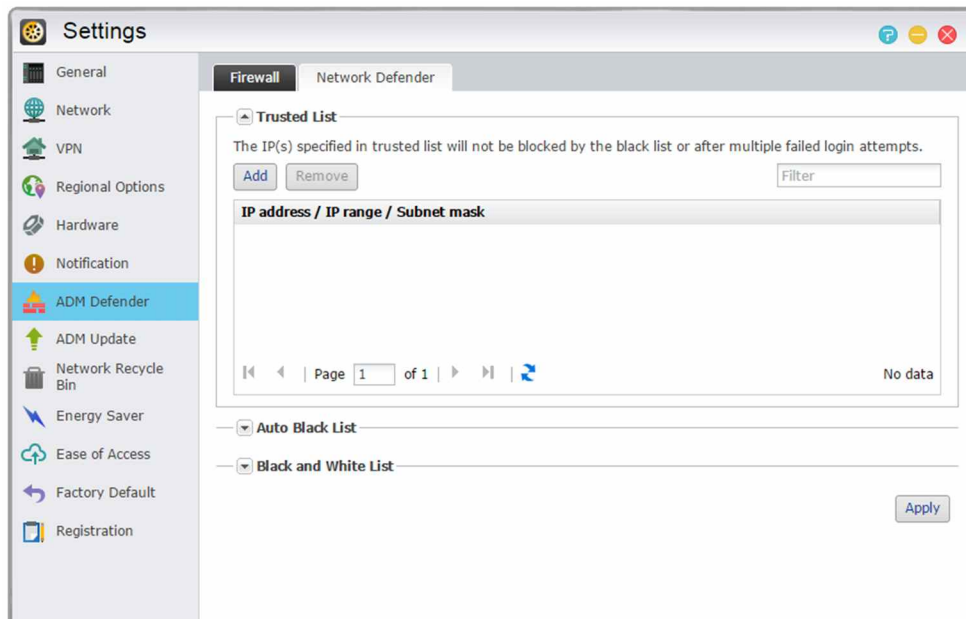 Settings
General
Network
VPN
Regional Options
Hardware
Notification
ADM Defender
ADM Update
Network Recycle
Bin
Energy Saver
Ease of Access
Factory Default
Registration
Firewall
Network Defender
Trusted List
The IP(s) specified in trusted list will not be blocked by the black list or after multiple failed login attempts.
Add Remove Filter
IP address / IP range / Subnet mask
Page 1 of 1 No data
Auto Black List
Black and White List
Apply